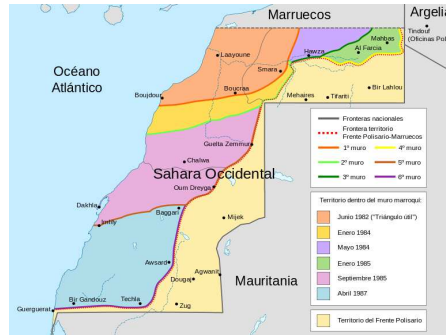 Marruecos
Argelia
Tindouf
(Oficinas Pol
Mahbas
Al Farcia
Hawza
Laayoune
Smara
Océano
Atlántico
Bir Lahlou
Boucraa
Mehaires
Tifariti
Boujdou
Guelta Zemmur
Chalwa
Sahara Occidental
Oum Dreyga
Dakhla
Baggari
Mijek
Imlily
Mauritania
Awsard
Agwanit
Dougaj
Bir Gandouz
Techla
Zug
Guerguerat
Fronteras nacionales
Frontera territorio
Frente Polisario-Marruecos
1º muro
4º muro
2º muro
5º muro
3º muro
6º muro
Territorio dentro del muro marroquí:
Junio 1982 ("Triángulo útil")
Enero 1984
Mayo 1984
Enero 1985
Septiembre 1985
Abril 1987
Territorio del Frente Polisario